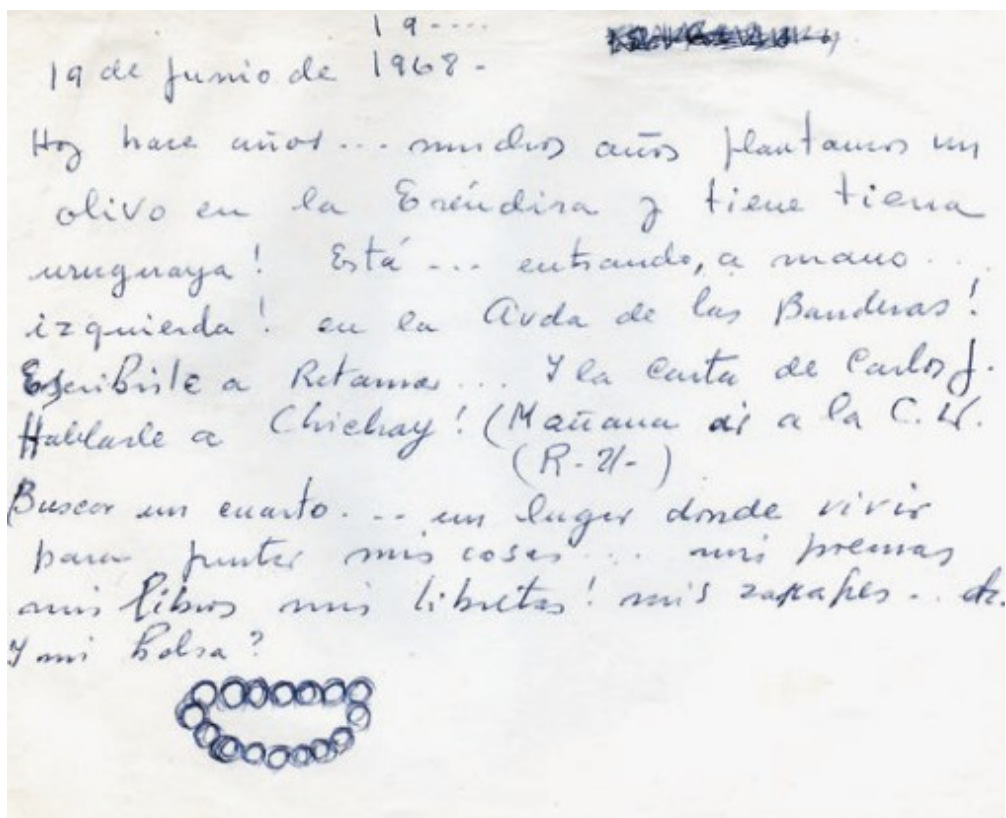 19....
19 de Junio de 1968-
Hoy hace años... muchos años plantamos un
olivo en la Eréndira y tiene tierra
uruguaya! Está --- entrando, a mano...
izquierda! en la Avda de las Banderas!
Escribirle a Retamar... Y la Carta de Carlos J.
Hablarle a Chichay! (Mañana a la C. U.
(R-21-)
Buscar un cuarto... un lugar donde vivir
para juntar mis cosas... mis
mis libros mis libretas! mis zarapes.. etc.
Y mi bolsa?